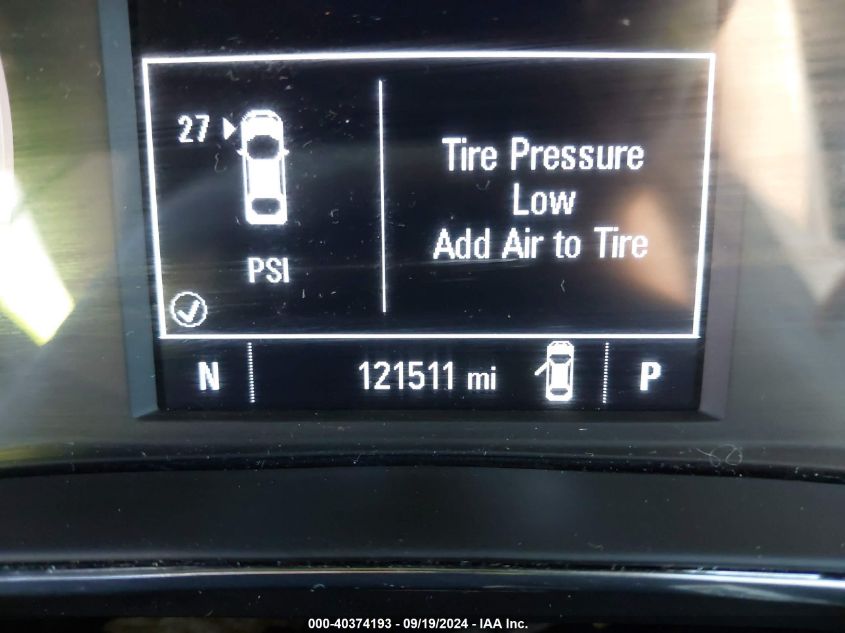 27
Tire Pressure
Low
Add Air to Tire
PSI
N 121511 mi P
000-40374193 - 09/19/2024 - IAA Inc.